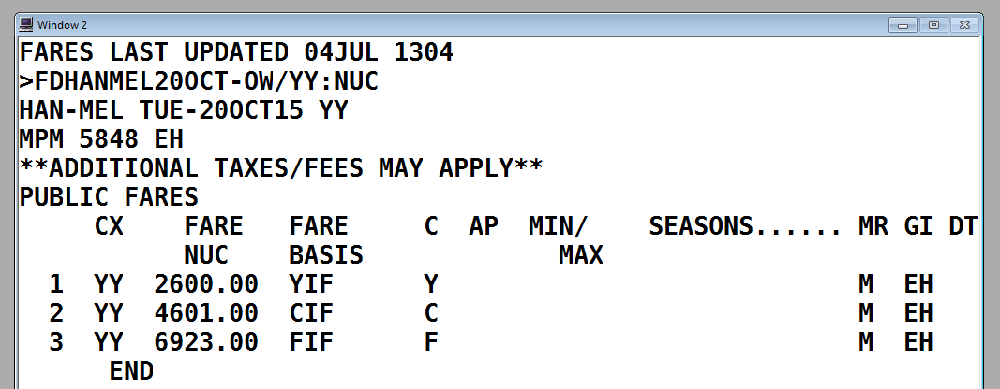 Window 2
FARES LAST UPDATED 04JUL 1304
>FDHANMEL20OCT-OW/YY:NUC
HAN-MEL TUE-20OCT15 YY
MPM 5848 EH
**ADDITIONAL TAXES/FEES MAY APPLY**
PUBLIC FARES
CX FARE FARE C AP MIN/ SEASONS...... MR GI DT
NUC BASIS MAX
1 YY 2600.00 YIF Y M EH
2 YY 4601.00 CIF C M EH
3 YY 6923.00 FIF F M EH
END